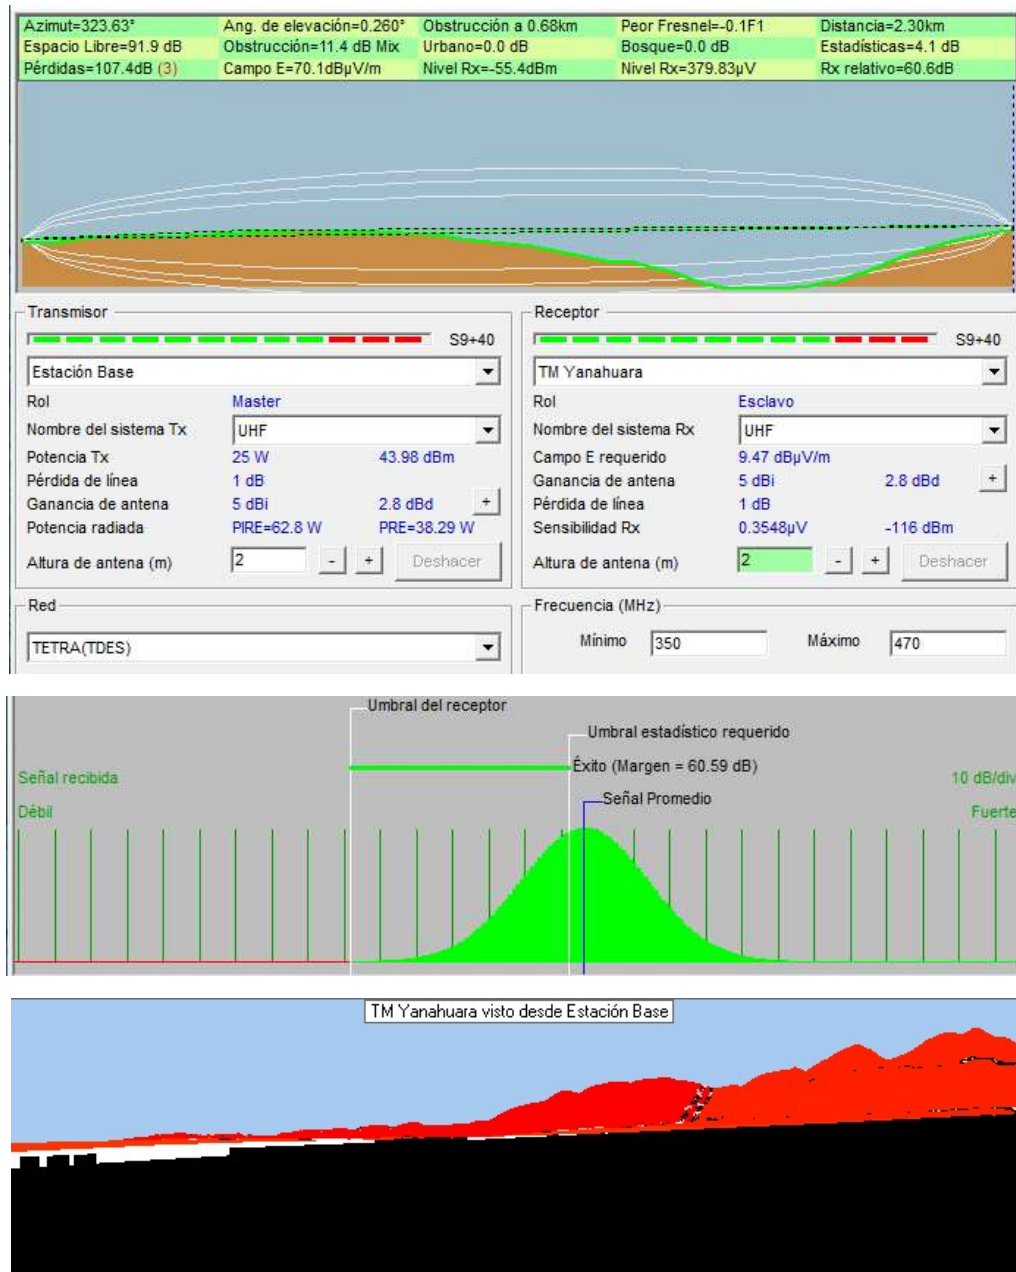 Azimut=323.63° Ang. de elevación=0.260° Obstrucción a 0.68km Peor Fresnel=-0.1F1 Distancia=2.30km
Espacio Libre=91.9 dB Obstrucción=11.4 dB Mix Urbano=0.0 dB Bosque=0.0 dB Estadísticas=4.1 dB
Pérdidas=107.4dB (3) Campo E=70.1dBµV/m Nivel Rx=-55.4dBm Nivel Rx=379.83µV Rx relativo=60.6dB
Transmisor
S9+40
Estación Base
Rol Master
Nombre del sistema Tx UHF
Potencia Tx 25 W 43.98 dBm
Pérdida de línea 1 dB
Ganancia de antena 5 dBi 2.8 dBd +
Potencia radiada PIRE=62.8 W PRE=38.29 W
Altura de antena (m) 2 - + Deshacer
Red
TETRA(TDES)
Receptor
S9+40
TM Yanahuara
Rol Esclavo
Nombre del sistema Rx UHF
Campo E requerido 9.47 dBµV/m
Ganancia de antena 5 dBi 2.8 dBd +
Pérdida de línea 1 dB
Sensibilidad Rx 0.3548µV -116 dBm
Altura de antena (m) 2 - + Deshacer
Frecuencia (MHz)
Mínimo 350 Máximo 470
Umbral del receptor
Umbral estadístico requerido
Éxito (Margen = 60.59 dB)
Señal recibida 10 dB/div
Señal Promedio
Débil Fuerte
TM Yanahuara visto desde Estación Base